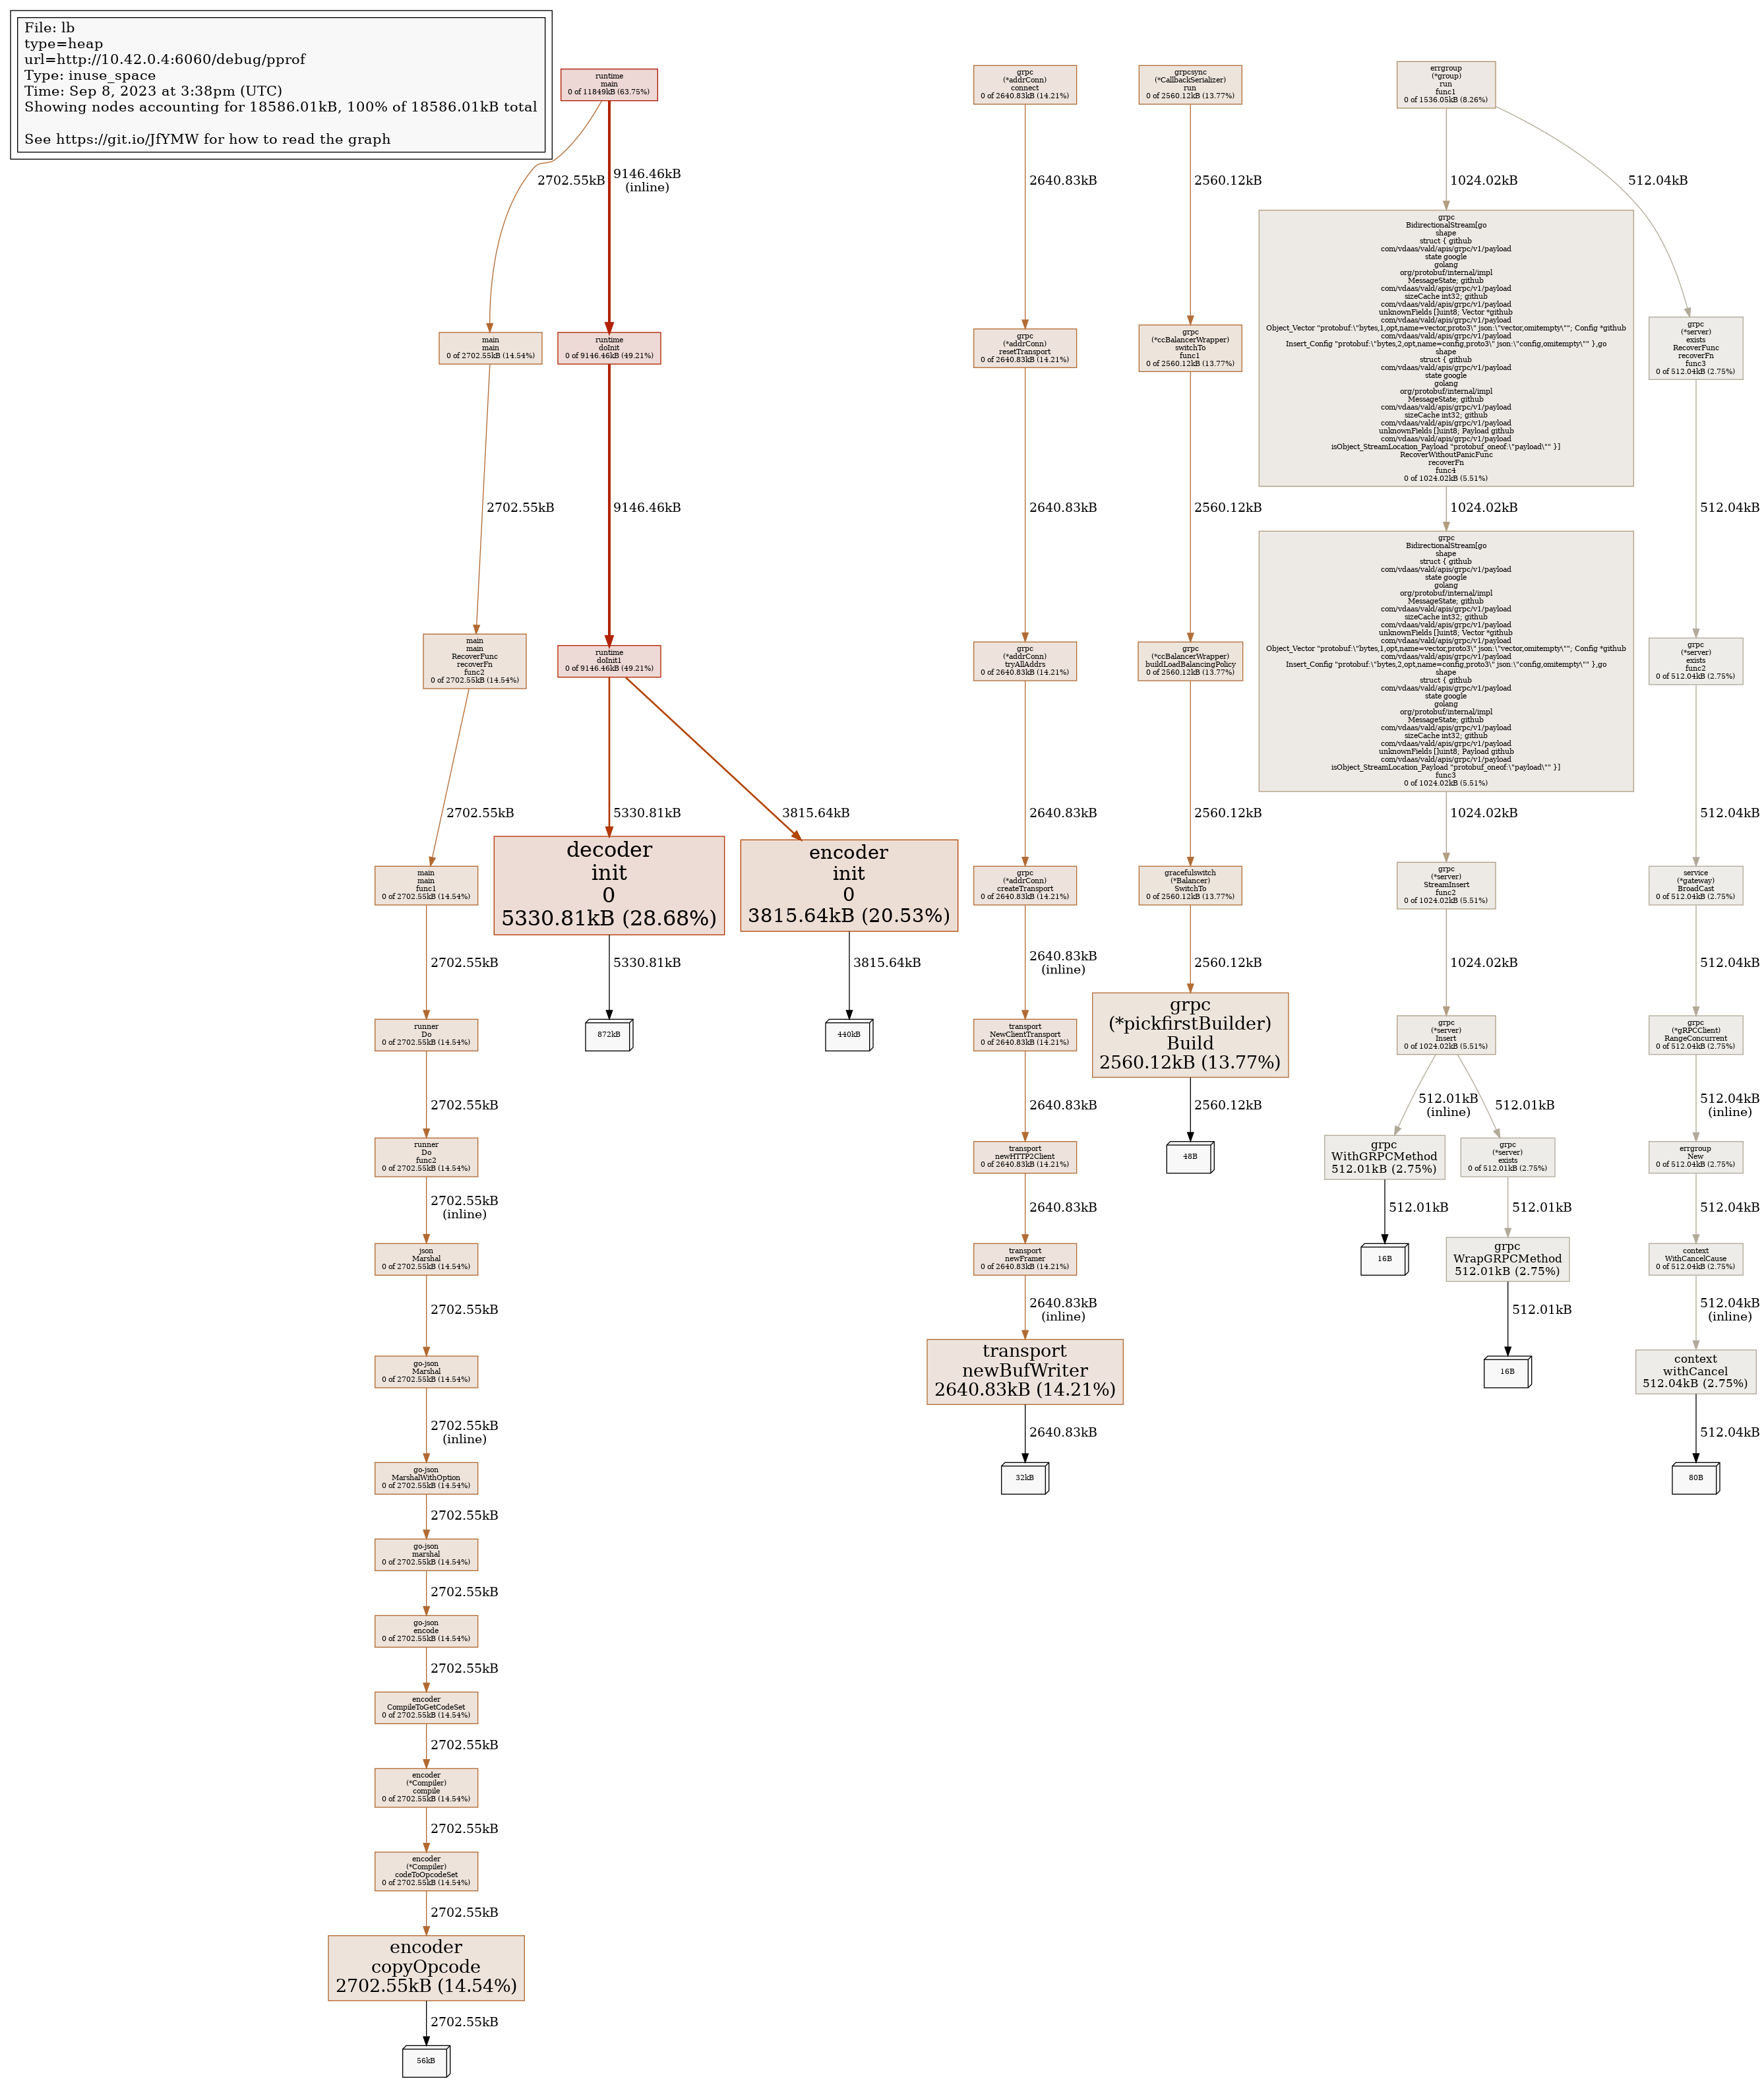 File: lb
type=heap
url=http://10.42.0.4:6060/debug/pprof
Type: inuse_space
Time: Sep 8, 2023 at 3:38pm (UTC)
Showing nodes accounting for 18586.01kB, 100% of 18586.01kB total
See https://git.io/JfYMW for how to read the graph
runtime
main
0 of 11849kB (63.75%)
2702.55kB
9146.46kB
(inline)
main
main
0 of 2702.55kB (14.54%)
runtime
doInit
0 of 9146.46kB (49.21%)
2702.55kB
9146.46kB
main
main
RecoverFunc
recoverFn
func2
0 of 2702.55kB (14.54%)
runtime
doInit1
0 of 9146.46kB (49.21%)
2702.55kB
5330.81kB
3815.64kB
main
main
func1
0 of 2702.55kB (14.54%)
decoder
init
0
5330.81kB (28.68%)
encoder
init
0
3815.64kB (20.53%)
2702.55kB
5330.81kB
3815.64kB
runner
Do
0 of 2702.55kB (14.54%)
872kB
440kB
2702.55kB
runner
Do
func2
0 of 2702.55kB (14.54%)
2702.55kB
(inline)
json
Marshal
0 of 2702.55kB (14.54%)
2702.55kB
go-json
Marshal
0 of 2702.55kB (14.54%)
2702.55kB
(inline)
go-json
MarshalWithOption
0 of 2702.55kB (14.54%)
2702.55kB
go-json
marshal
0 of 2702.55kB (14.54%)
2702.55kB
go-json
encode
0 of 2702.55kB (14.54%)
2702.55kB
encoder
CompileToGetCodeSet
0 of 2702.55kB (14.54%)
2702.55kB
encoder
(*Compiler)
compile
0 of 2702.55kB (14.54%)
2702.55kB
encoder
(*Compiler)
codeToOpcodeSet
0 of 2702.55kB (14.54%)
2702.55kB
encoder
copyOpcode
2702.55kB (14.54%)
2702.55kB
56kB
grpc
(*addrConn)
connect
0 of 2640.83kB (14.21%)
2640.83kB
grpc
(*addrConn)
resetTransport
0 of 2640.83kB (14.21%)
2640.83kB
grpc
(*addrConn)
tryAllAddrs
0 of 2640.83kB (14.21%)
2640.83kB
grpc
(*addrConn)
createTransport
0 of 2640.83kB (14.21%)
2640.83kB
(inline)
transport
NewClientTransport
0 of 2640.83kB (14.21%)
2640.83kB
transport
newHTTP2Client
0 of 2640.83kB (14.21%)
2640.83kB
transport
newFramer
0 of 2640.83kB (14.21%)
2640.83kB
(inline)
transport
newBufWriter
2640.83kB (14.21%)
2640.83kB
32kB
grpcsync
(*CallbackSerializer)
run
0 of 2560.12kB (13.77%)
2560.12kB
grpc
(*ccBalancerWrapper)
switchTo
func1
0 of 2560.12kB (13.77%)
2560.12kB
grpc
(*ccBalancerWrapper)
buildLoadBalancingPolicy
0 of 2560.12kB (13.77%)
2560.12kB
gracefulswitch
(*Balancer)
SwitchTo
0 of 2560.12kB (13.77%)
2560.12kB
grpc
(*pickfirstBuilder)
Build
2560.12kB (13.77%)
2560.12kB
48B
errgroup
(*group)
run
func1
0 of 1536.05kB (8.26%)
1024.02kB
512.04kB
grpc
BidirectionalStream[go
shape
struct { github
com/vdaas/vald/apis/grpc/v1/payload
state google
golang
org/protobuf/internal/impl
MessageState; github
com/vdaas/vald/apis/grpc/v1/payload
sizeCache int32; github
com/vdaas/vald/apis/grpc/v1/payload
unknownFields []uint8; Vector *github
com/vdaas/vald/apis/grpc/v1/payload
Object_Vector "protobuf:\"bytes,1,opt,name=vector,proto3\" json:\"vector,omitempty\""; Config *github
com/vdaas/vald/apis/grpc/v1/payload
Insert_Config "protobuf:\"bytes,2,opt,name=config,proto3\" json:\"config,omitempty\"" },go
shape
struct { github
com/vdaas/vald/apis/grpc/v1/payload
state google
golang
org/protobuf/internal/impl
MessageState; github
com/vdaas/vald/apis/grpc/v1/payload
sizeCache int32; github
com/vdaas/vald/apis/grpc/v1/payload
unknownFields []uint8; Payload github
com/vdaas/vald/apis/grpc/v1/payload
isObject_StreamLocation_Payload "protobuf_oneof:\"payload\"" }]
RecoverWithoutPanicFunc
recoverFn
func4
0 of 1024.02kB (5.51%)
1024.02kB
grpc
BidirectionalStream[go
shape
struct { github
com/vdaas/vald/apis/grpc/v1/payload
state google
golang
org/protobuf/internal/impl
MessageState; github
com/vdaas/vald/apis/grpc/v1/payload
sizeCache int32; github
com/vdaas/vald/apis/grpc/v1/payload
unknownFields []uint8; Vector *github
com/vdaas/vald/apis/grpc/v1/payload
Object_Vector "protobuf:\"bytes,1,opt,name=vector,proto3\" json:\"vector,omitempty\""; Config *github
com/vdaas/vald/apis/grpc/v1/payload
Insert_Config "protobuf:\"bytes,2,opt,name=config,proto3\" json:\"config,omitempty\"" },go
shape
struct { github
com/vdaas/vald/apis/grpc/v1/payload
state google
golang
org/protobuf/internal/impl
MessageState; github
com/vdaas/vald/apis/grpc/v1/payload
sizeCache int32; github
com/vdaas/vald/apis/grpc/v1/payload
unknownFields []uint8; Payload github
com/vdaas/vald/apis/grpc/v1/payload
isObject_StreamLocation_Payload "protobuf_oneof:\"payload\"" }]
func3
0 of 1024.02kB (5.51%)
1024.02kB
grpc
(*server)
StreamInsert
func2
0 of 1024.02kB (5.51%)
1024.02kB
grpc
(*server)
Insert
0 of 1024.02kB (5.51%)
512.01kB
(inline)
512.01kB
grpc
WithGRPCMethod
512.01kB (2.75%)
grpc
(*server)
exists
0 of 512.01kB (2.75%)
512.01kB
512.01kB
16B
grpc
WrapGRPCMethod
512.01kB (2.75%)
512.01kB
16B
grpc
(*server)
exists
RecoverFunc
recoverFn
func3
0 of 512.04kB (2.75%)
512.04kB
grpc
(*server)
exists
func2
0 of 512.04kB (2.75%)
512.04kB
service
(*gateway)
BroadCast
0 of 512.04kB (2.75%)
512.04kB
grpc
(*gRPCClient)
RangeConcurrent
0 of 512.04kB (2.75%)
512.04kB
(inline)
errgroup
New
0 of 512.04kB (2.75%)
512.04kB
context
WithCancelCause
0 of 512.04kB (2.75%)
512.04kB
(inline)
context
withCancel
512.04kB (2.75%)
512.04kB
80B